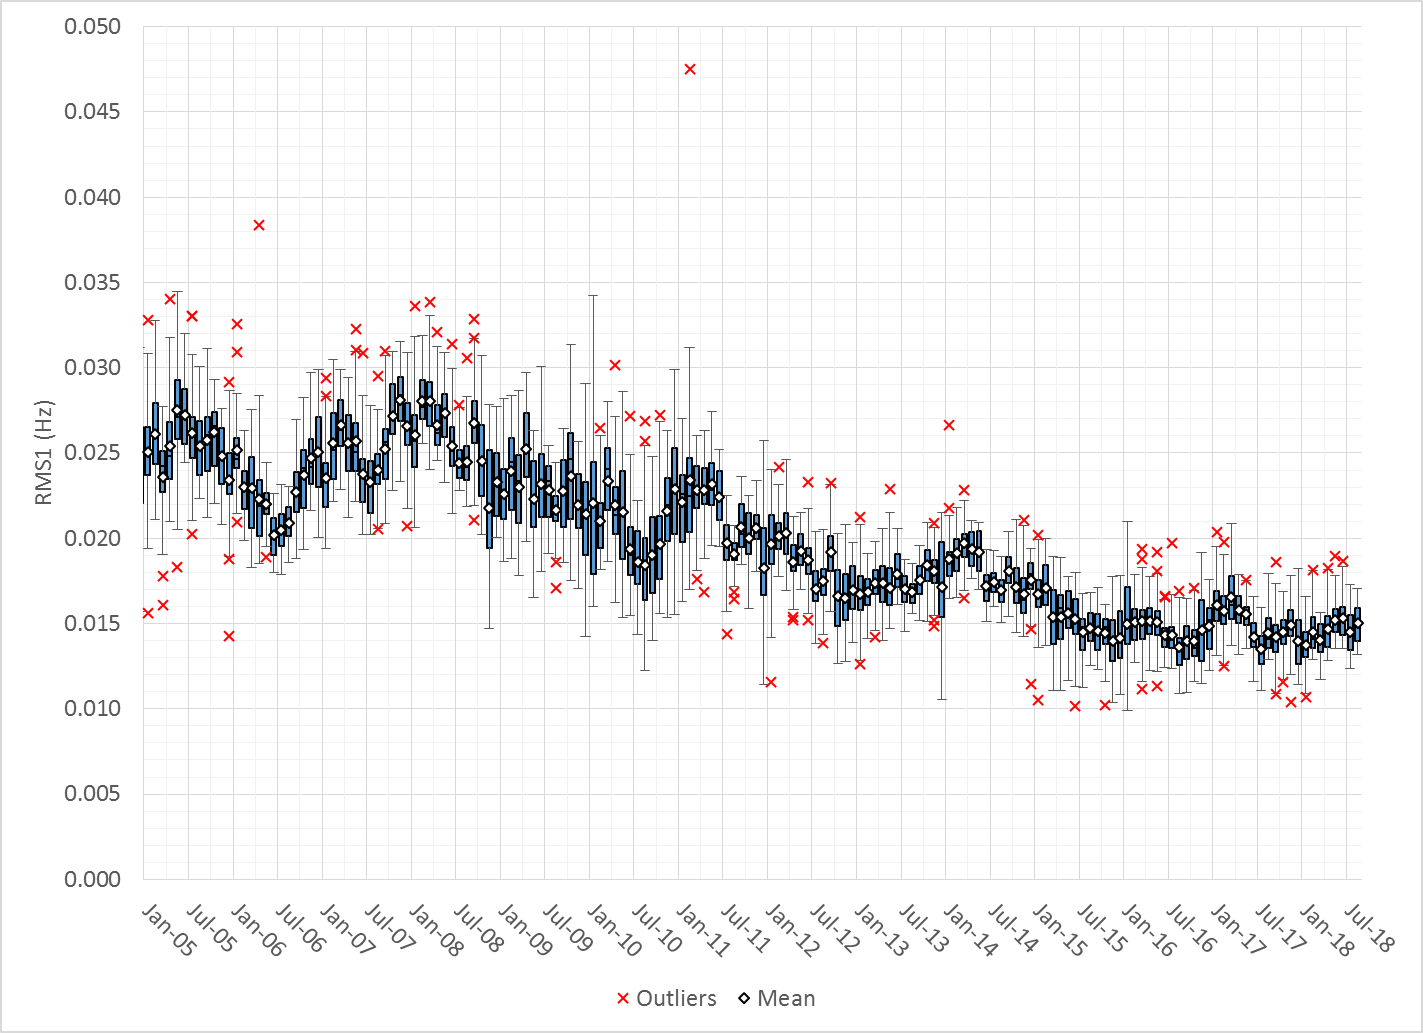 0.050
0.045
0.040
0.035
0.030
0.025
0.020
0.015
0.010
0.005
0.000
RMS1 (Hz)
Jan-05
Jul-05
Jan-06
Jul-06
Jan-07
Jul-07
Jan-08
Jul-08
Jan-09
Jul-09
Jan-10
Jul-10
Jan-11
Jul-11
Jan-12
Jul-12
Jan-13
Jul-13
Jan-14
Jul-14
Jan-15
Jul-15
Jan-16
Jul-16
Jan-17
Jul-17
Jan-18
Jul-18
Outliers Mean